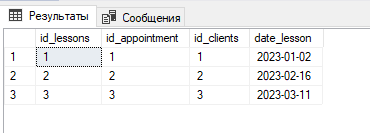 Результаты Сообщения
id_lessons id_appointment id_clients date_lesson
1 1 1 1 2023-01-02
2 2 2 2 2023-02-16
3 3 3 3 2023-03-11